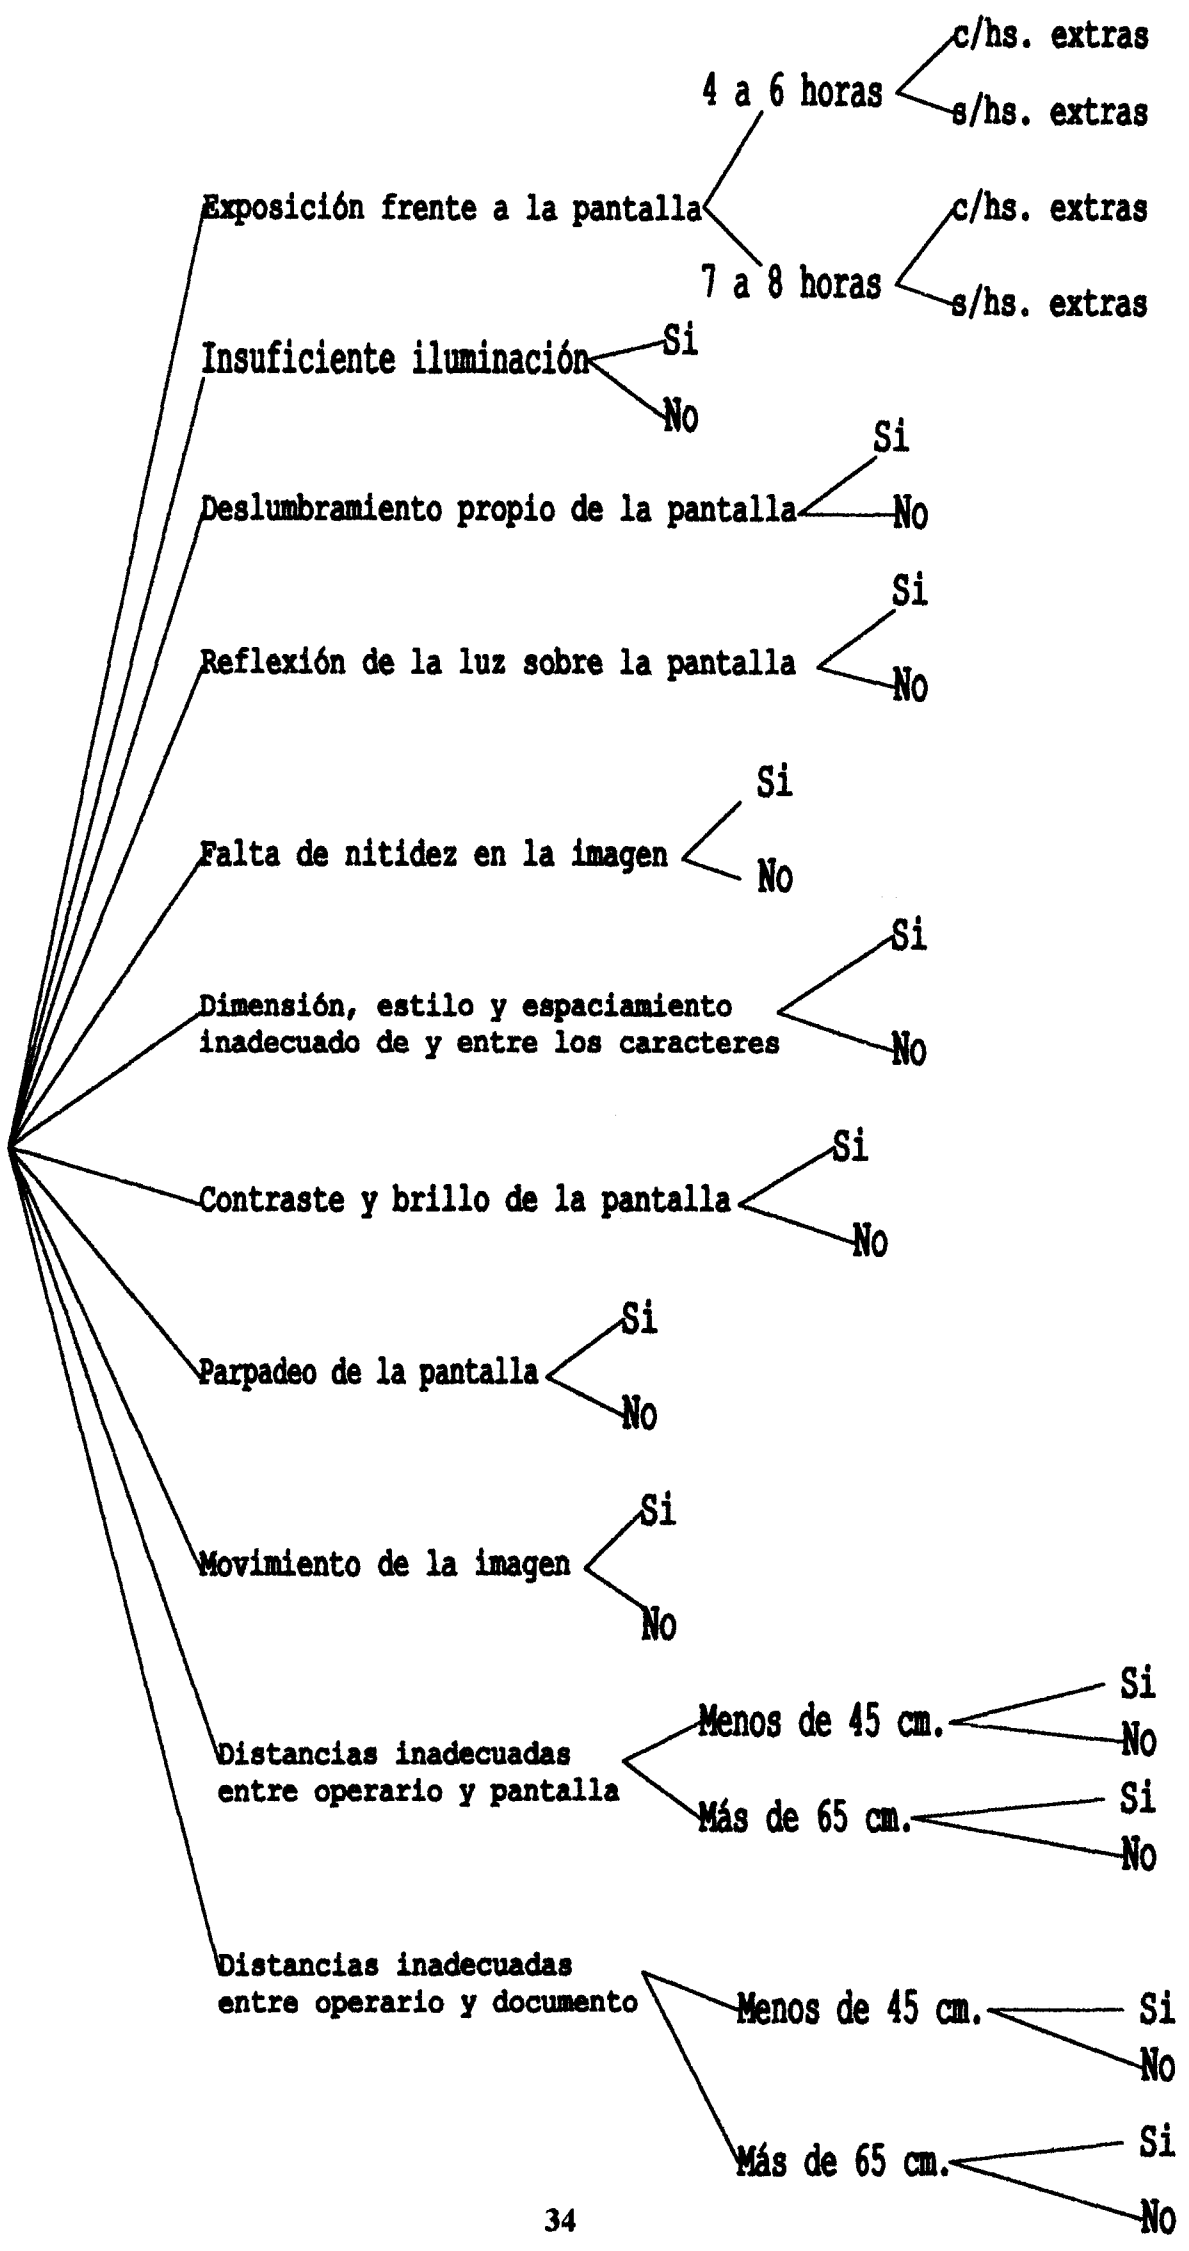 c/hs. extras
4 a 6 horas
s/hs. extras
Exposición frente a la pantalla
c/hs. extras
7 a 8 horas
s/hs. extras
Insuficiente iluminación
Si
No
Deslumbramiento propio de la pantalla
Si
No
Reflexión de la luz sobre la pantalla
Si
No
Falta de nitidez en la imagen
Si
No
Dimensión, estilo y espaciamiento
inadecuado de y entre los caracteres
Si
No
Contraste y brillo de la pantalla
Si
No
Parpadeo de la pantalla
Si
No
Movimiento de la imagen
Si
No
Distancias inadecuadas
entre operario y pantalla
Menos de 45 cm.
Si
No
Más de 65 cm.
Si
No
Distancias inadecuadas
entre operario y documento
Menos de 45 cm.
Si
No
Más de 65 cm.
Si
No
34